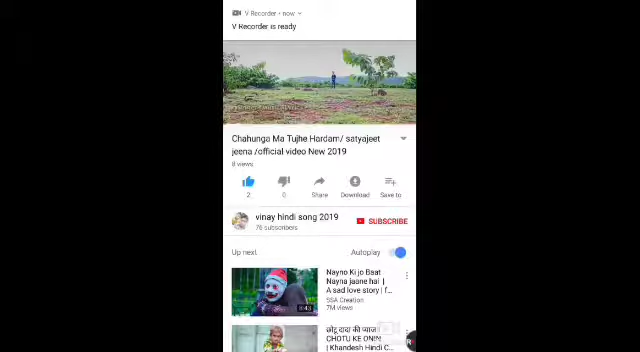 V Recorder • now
V Recorder is ready
Chahunga Ma Tujhe Hardam/ satyajeet
jeena /official video New 2019
8 views
2
0
Share
Download
Save to
vinay hindi song 2019
76 subscribers
SUBSCRIBE
Up next
Autoplay
Nayno Ki jo Baat
Nayna jaane hai |
A sad love story | f...
SSA Creation
7M views
8:43
छोटू दादा की
CHOTU KE
| Khandesh Hindi C...